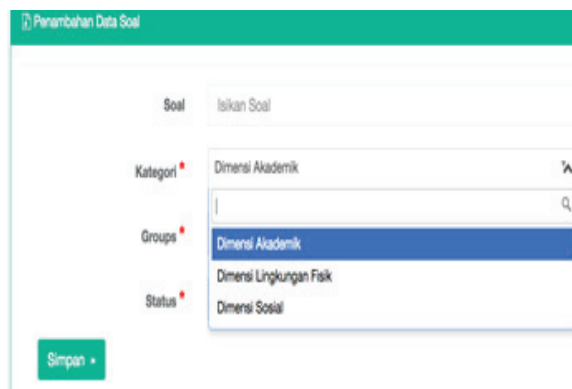 Penambahan Data Soal
Soal
Isikan Soal
Kategori *
Dimensi Akademik
Groups *
Dimensi Akademik
Dimensi Lingkungan Fisik
Status *
Dimensi Sosial
Simpan